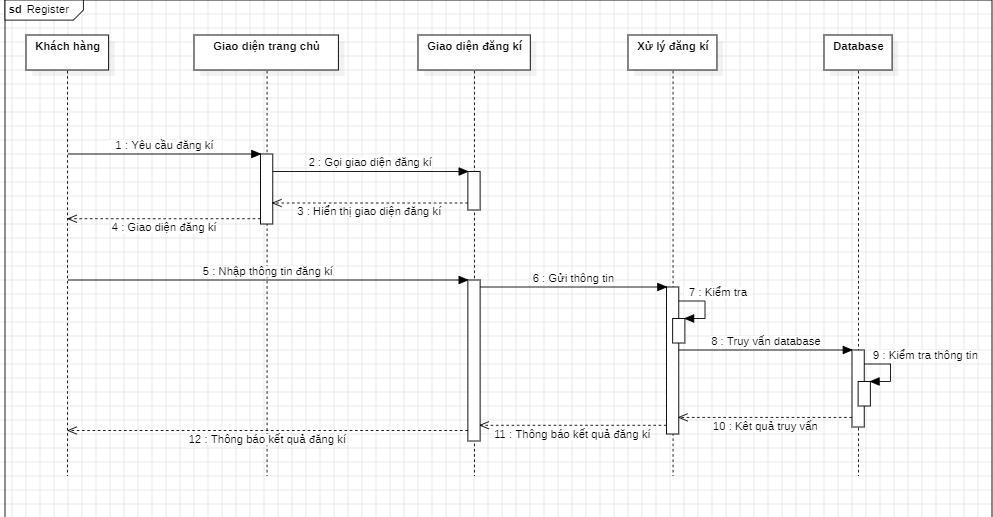 sd Register
Khách hàng
Giao diện trang chủ
Giao diện đăng kí
Xử lý đăng kí
Database
1 : Yêu cầu đăng kí
2 : Gọi giao diện đăng kí
3 : Hiển thị giao diện đăng kí
4 : Giao diện đăng kí
5 : Nhập thông tin đăng kí
6 : Gửi thông tin
7 : Kiểm tra
8 : Truy vấn database
9 : Kiểm tra thông tin
10 : Kêt quả truy vấn
11 : Thông báo kết quả đăng kí
12 : Thông báo kết quả đăng kí